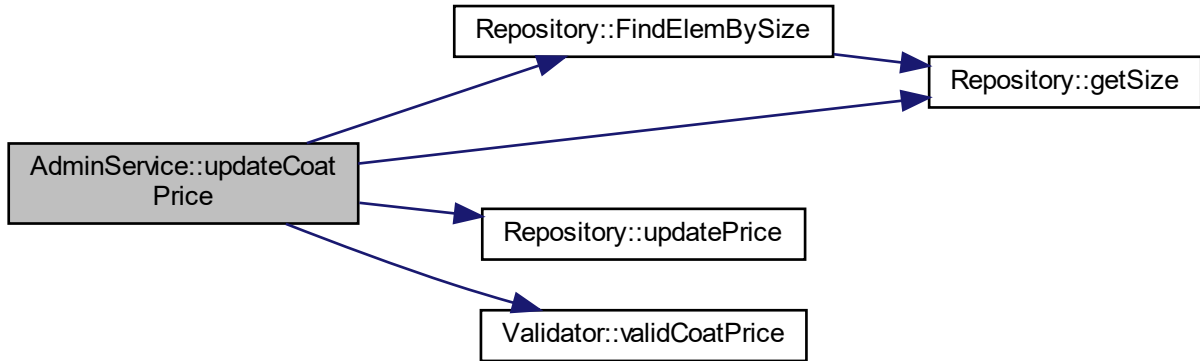 Repository::FindElemBySize
Repository::getSize
AdminService::updateCoat
Price
Repository::updatePrice
Validator::validCoatPrice